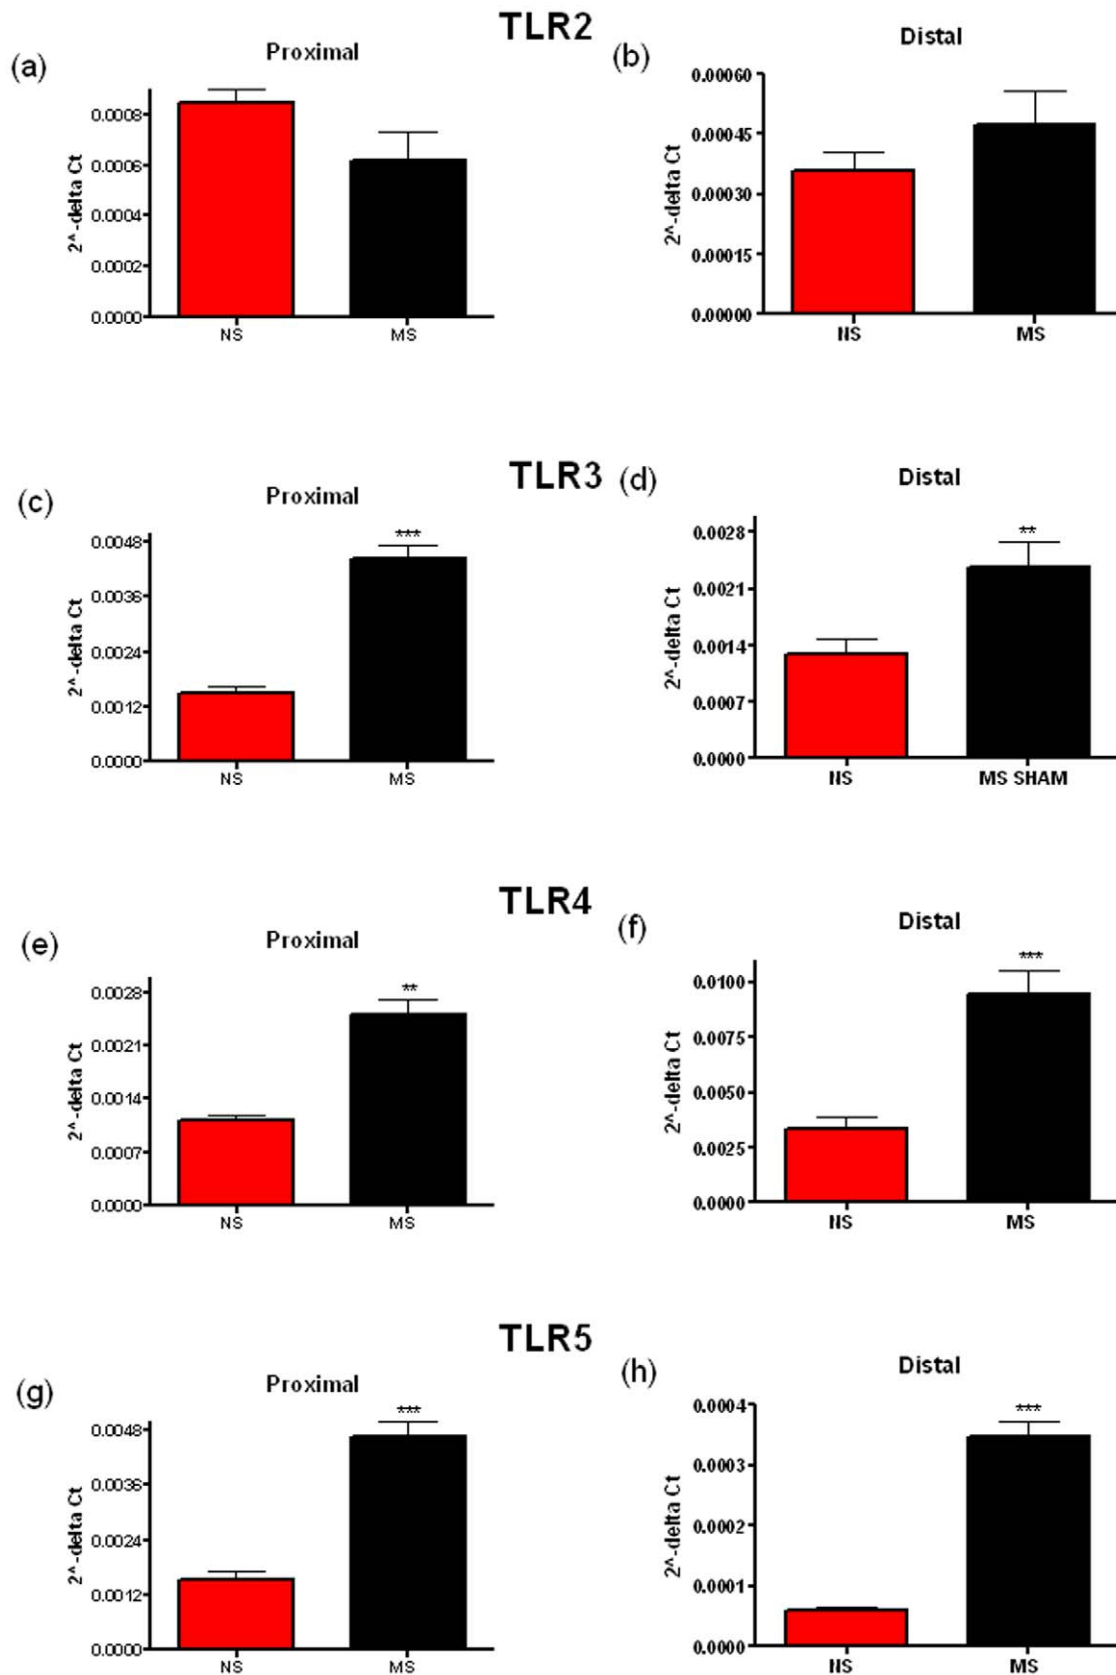 TLR2
(a)
Proximal
2^-delta Ct
0.0008
0.0006
0.0004
0.0002
0.0000
NS
MS
(b)
Distal
2^-delta Ct
0.00060
0.00045
0.00030
0.00015
0.00000
NS
MS
TLR3
(c)
Proximal
***
2^-delta Ct
0.0048
0.0036
0.0024
0.0012
0.0000
NS
MS
(d)
Distal
**
2^-delta Ct
0.0028
0.0021
0.0014
0.0007
0.0000
NS
MS SHAM
TLR4
(e)
Proximal
**
2^-delta Ct
0.0028
0.0021
0.0014
0.0007
0.0000
NS
MS
(f)
Distal
***
2^-delta Ct
0.0100
0.0075
0.0050
0.0025
0.0000
NS
MS
TLR5
(g)
Proximal
***
2^-delta Ct
0.0048
0.0036
0.0024
0.0012
0.0000
NS
MS
(h)
Distal
***
2^-delta Ct
0.0004
0.0003
0.0002
0.0001
0.0000
NS
MS